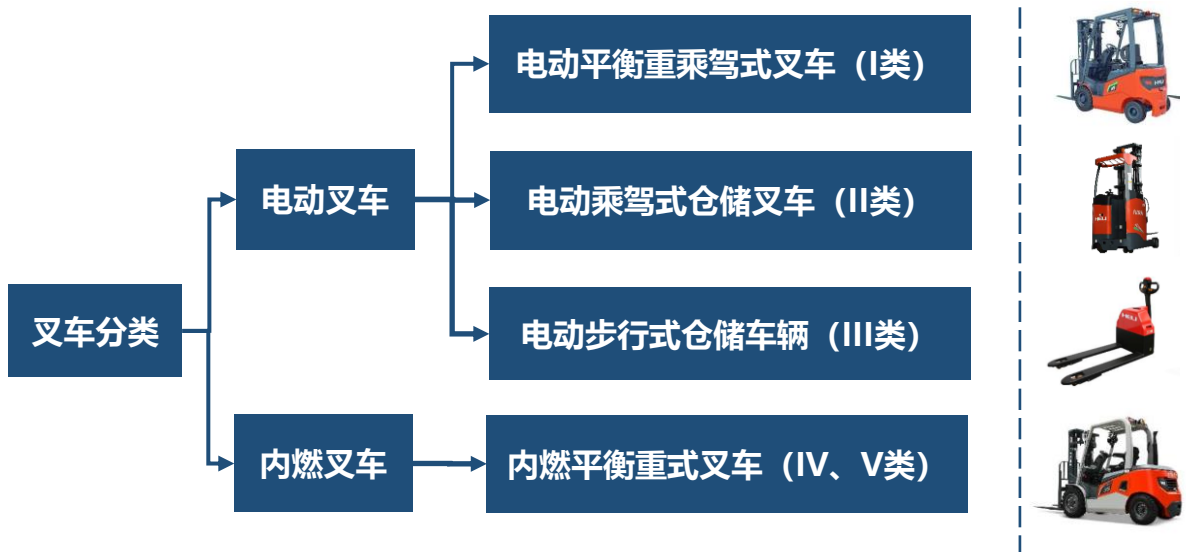 电动平衡重乘驾式叉车（I类）
电动叉车
电动乘驾式仓储叉车（II类）
叉车分类
电动步行式仓储车辆（III类）
内燃叉车
内燃平衡重式叉车（IV、V类）
HELI